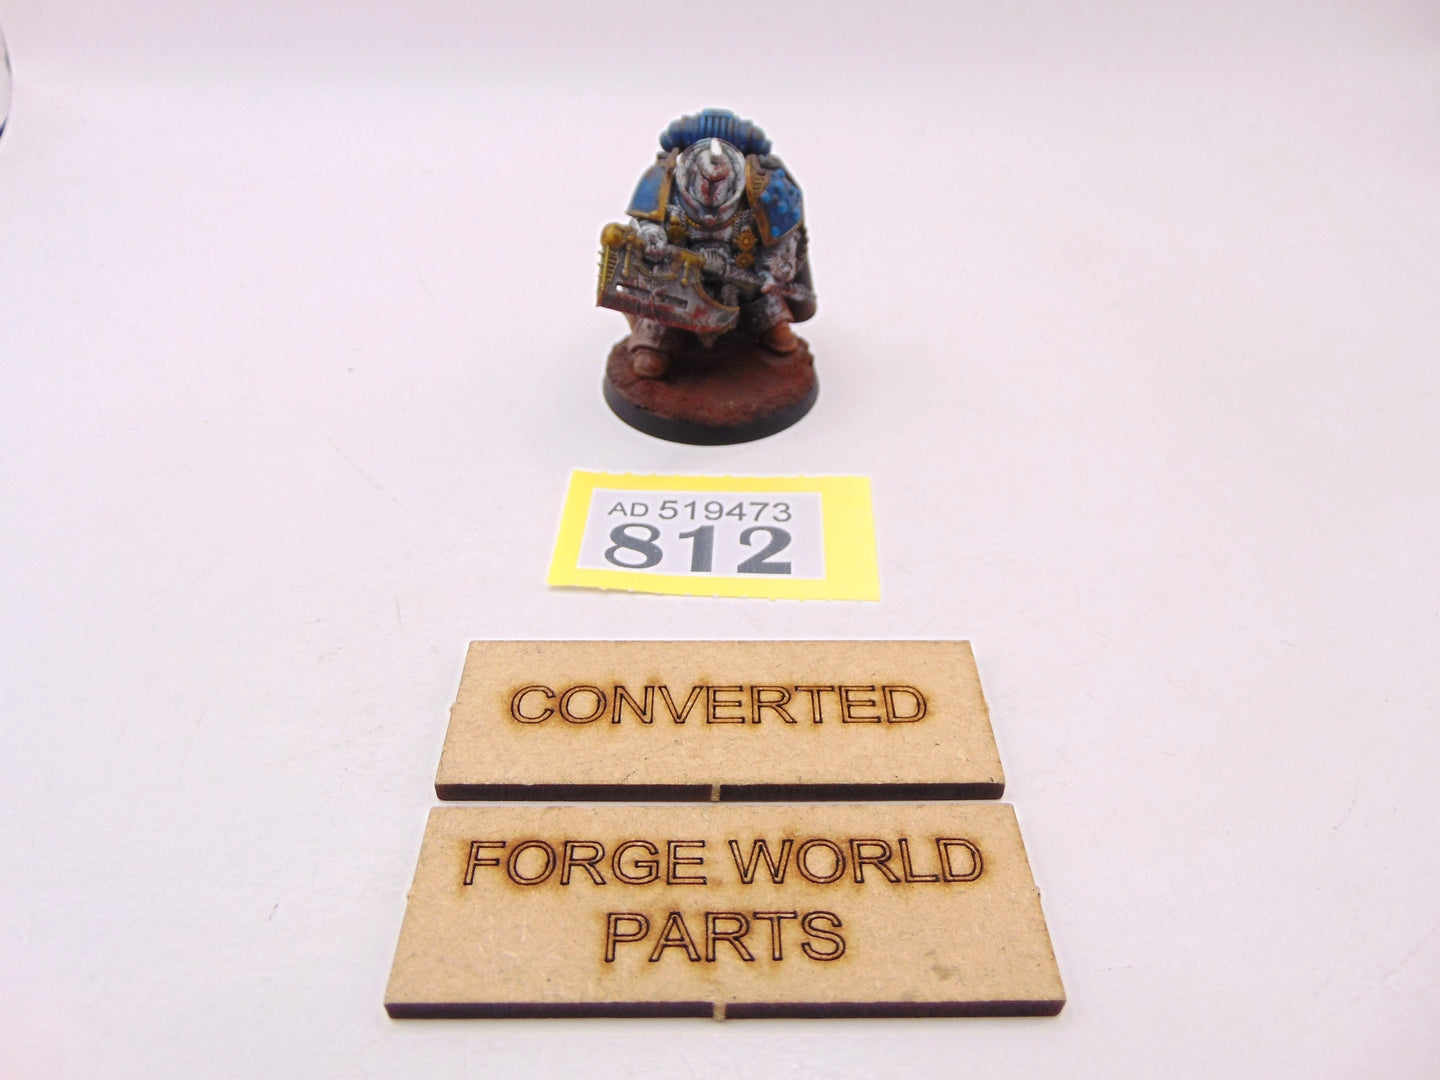 AD 519473
812
CONVERTED
FORGE WORLD
PARTS